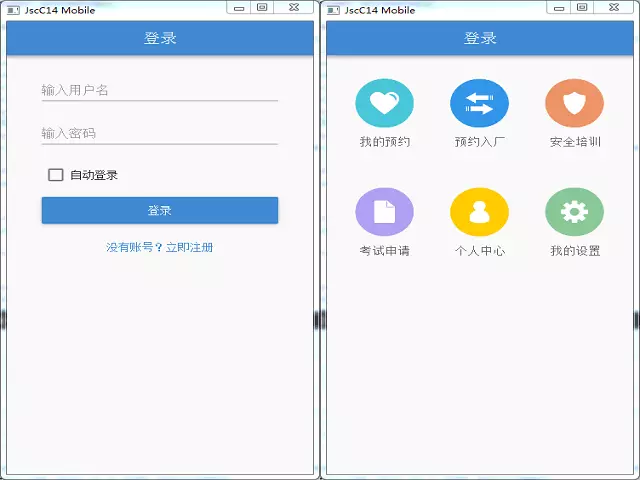 JscC14 Mobile
登录
输入用户名
输入密码
自动登录
登录
没有账号？立即注册
JscC14 Mobile
登录
我的预约 预约入厂 安全培训
考试申请 个人中心 我的设置